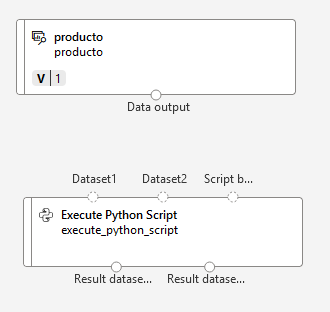 producto
producto
V 1
Data output
Dataset1 Dataset2 Script b...
Execute Python Script
execute_python_script
Result datase... Result datase...